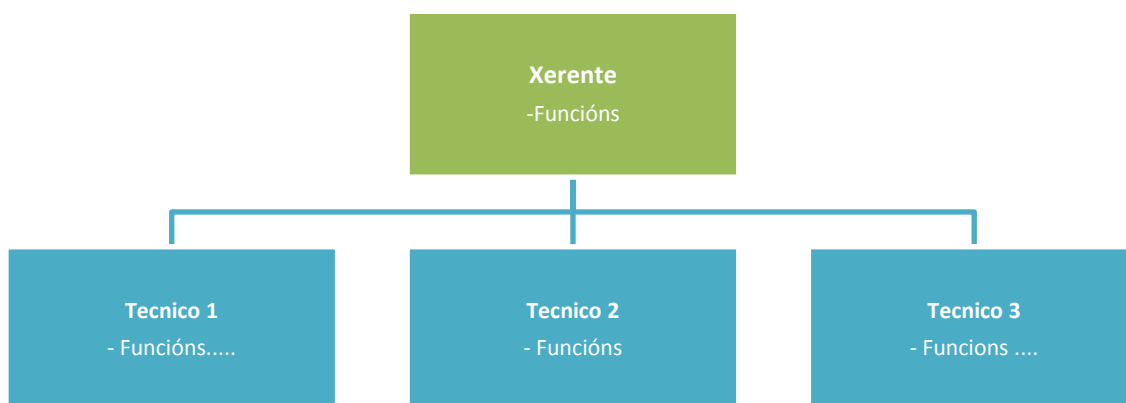 Xerente
-Funcións
Tecnico 1
- Funcións.....
Tecnico 2
- Funcións
Tecnico 3
- Funcions ....